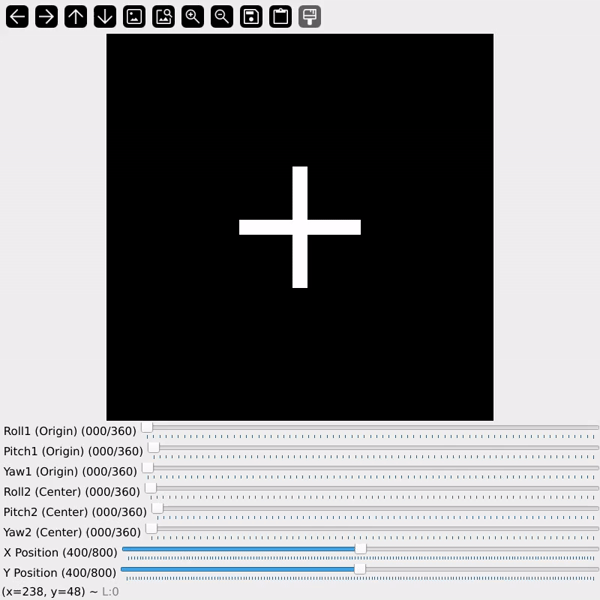 Roll1 (Origin) (000/360)
Pitch1 (Origin) (000/360)
Yaw1 (Origin) (000/360)
Roll2 (Center) (000/360)
Pitch2 (Center) (000/360)
Yaw2 (Center) (000/360)
X Position (400/800)
Y Position (400/800)
(x=238, y=48) ~ L:0